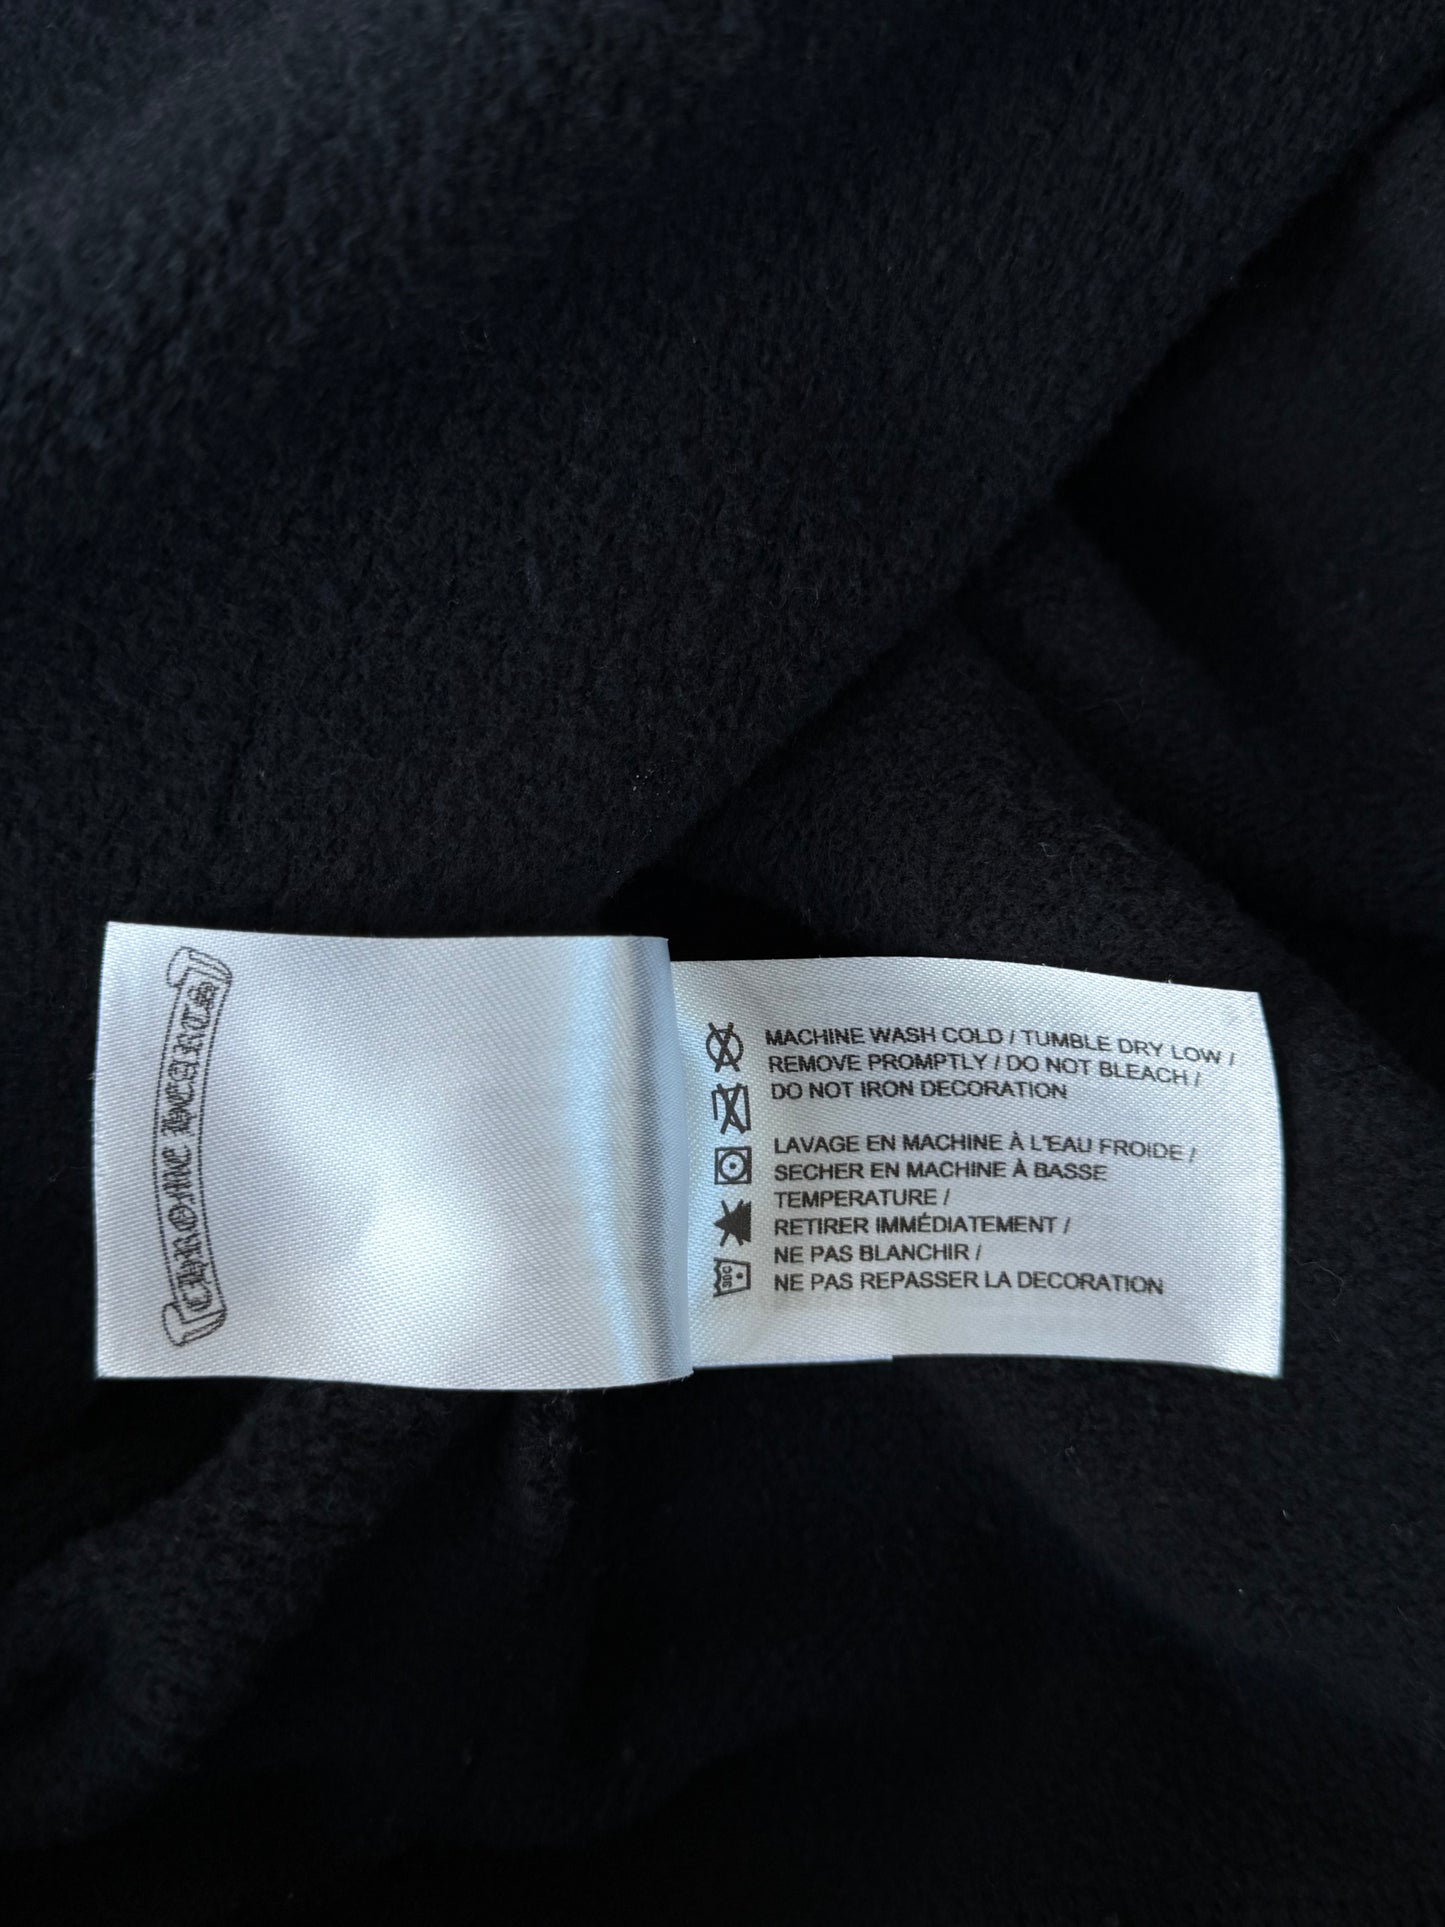 CHROME HEARTS
MACHINE WASH COLD / TUMBLE DRY LOW /
REMOVE PROMPTLY / DO NOT BLEACH /
DO NOT IRON DECORATION
LAVAGE EN MACHINE À L'EAU FROIDE /
SECHER EN MACHINE À BASSE
TEMPERATURE /
RETIRER IMMÉDIATEMENT /
NE PAS BLANCHIR /
NE PAS REPASSER LA DECORATION
30C